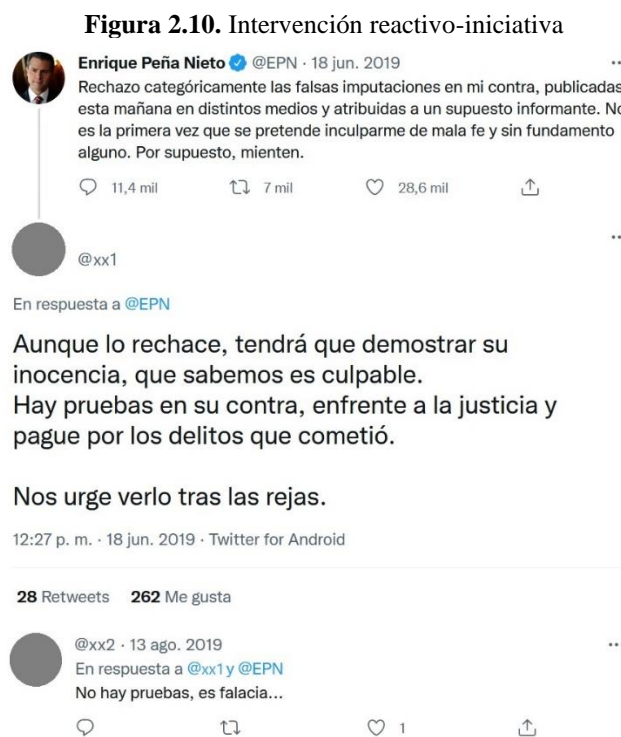 Figura 2.10. Intervención reactivo-iniciativa
Enrique Peña Nieto @EPN · 18 jun. 2019
Rechazo categóricamente las falsas imputaciones en mi contra, publicadas
esta mañana en distintos medios y atribuidas a un supuesto informante. No
es la primera vez que se pretende inculparme de mala fe y sin fundamento
alguno. Por supuesto, mienten.
11,4 mil 7 mil 28,6 mil
@xx1
En respuesta a @EPN
Aunque lo rechace, tendrá que demostrar su
inocencia, que sabemos es culpable.
Hay pruebas en su contra, enfrente a la justicia y
pague por los delitos que cometió.
Nos urge verlo tras las rejas.
12:27 p. m. · 18 jun. 2019 · Twitter for Android
28 Retweets 262 Me gusta
@xx2 · 13 ago. 2019
En respuesta a @xx1 y @EPN
No hay pruebas, es falacia...
1